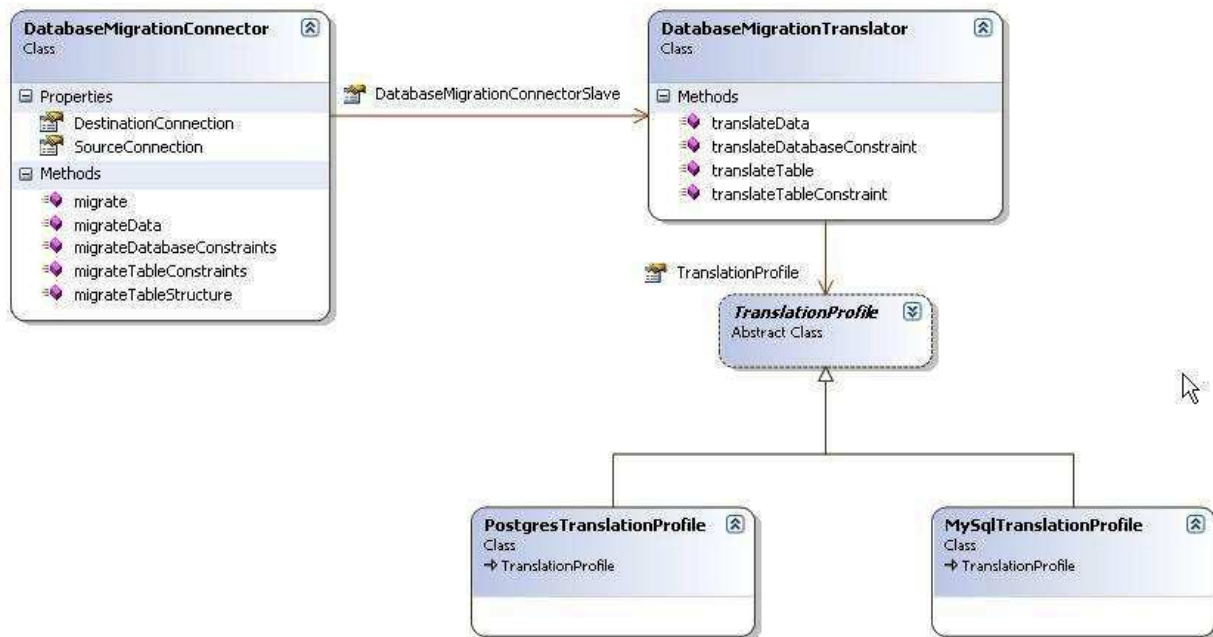 DatabaseMigrationConnector
Class
Properties
DestinationConnection
SourceConnection
Methods
migrate
migrateData
migrateDatabaseConstraints
migrateTableConstraints
migrateTableStructure
DatabaseMigrationConnectorSlave
DatabaseMigrationTranslator
Class
Methods
translateData
translateDatabaseConstraint
translateTable
translateTableConstraint
TranslationProfile
TranslationProfile
Abstract Class
PostgresTranslationProfile
Class
TranslationProfile
MySqlTranslationProfile
Class
TranslationProfile